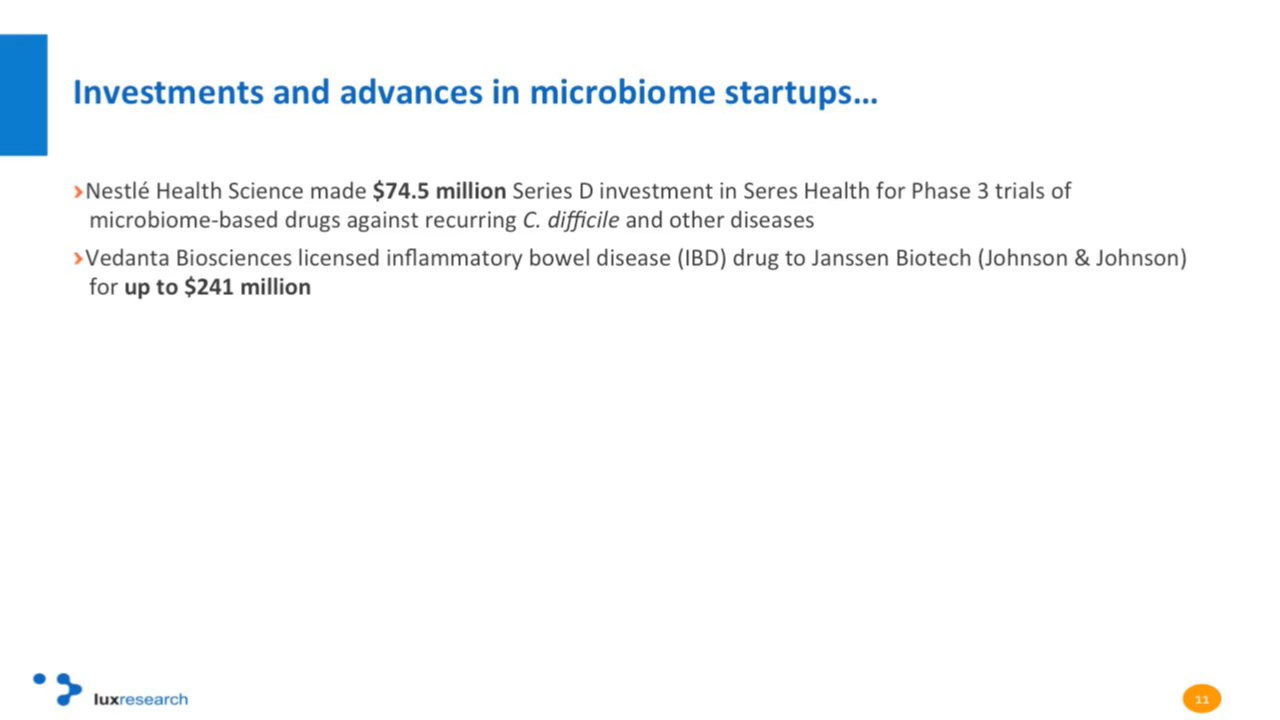 Investments and advances in microbiome startups...
›Nestlé Health Science made $74.5 million Series D investment in Seres Health for Phase 3 trials of
microbiome-based drugs against recurring C. difficile and other diseases
›Vedanta Biosciences licensed inflammatory bowel disease (IBD) drug to Janssen Biotech (Johnson & Johnson)
for up to $241 million
luxresearch
11